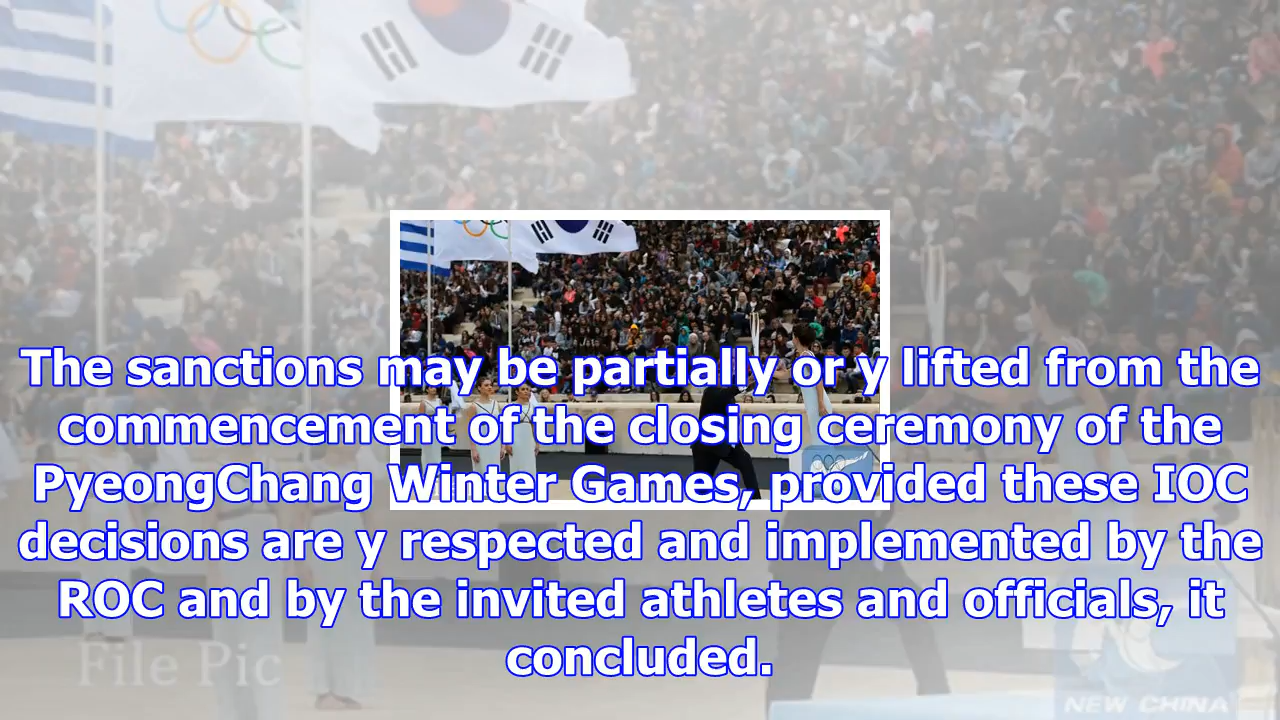 The sanctions may be partially or y lifted from the
commencement of the closing ceremony of the
PyeongChang Winter Games, provided these IOC
decisions are y respected and implemented by the
ROC and by the invited athletes and officials, it
concluded.
File Pic
NEW CHINA